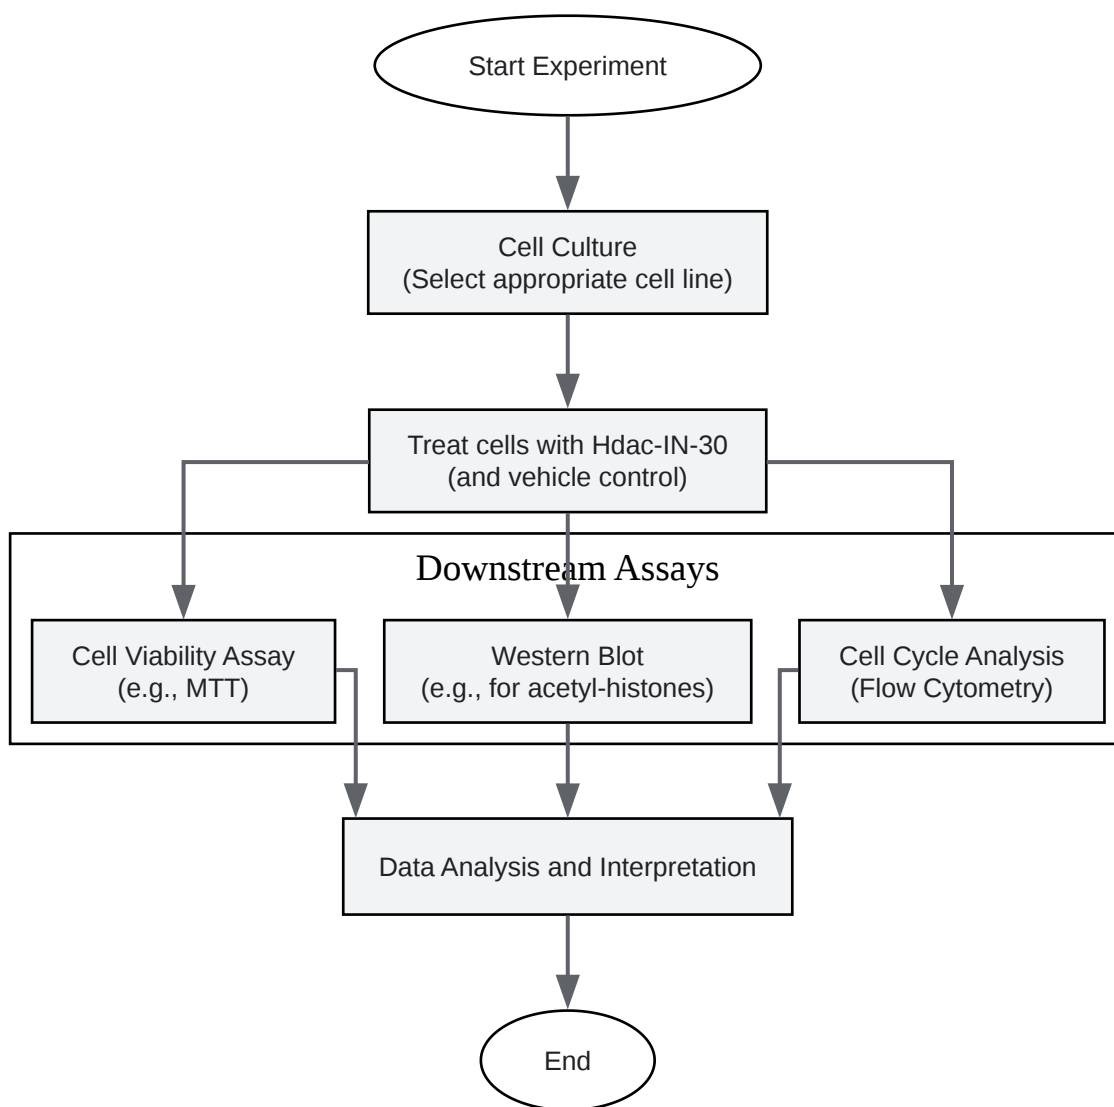 Start Experiment
Cell Culture
(Select appropriate cell line)
Treat cells with Hdac-IN-30
(and vehicle control)
Downstream Assays
Cell Viability Assay
(e.g., MTT)
Western Blot
(e.g., for acetyl-histones)
Cell Cycle Analysis
(Flow Cytometry)
Data Analysis and Interpretation
End